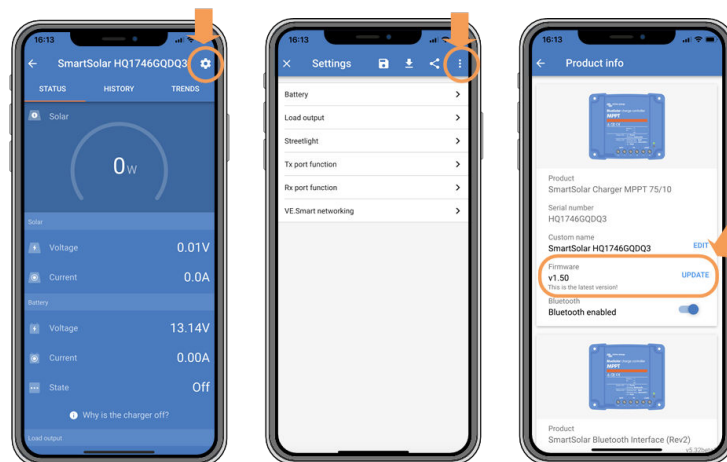 16:13
SmartSolar HQ1746GQDQ3
STATUS HISTORY TRENDS
Solar
0W
Solar
Voltage 0.01V
Current 0.0A
Battery
Voltage 13.14V
Current 0.00A
State Off
Why is the charger off?
Load output
16:13
Settings
Battery
Load output
Streetlight
Tx port function
Rx port function
VE.Smart networking
16:13
Product info
MPPT
Product
SmartSolar Charger MPPT 75/10
Serial number
HQ1746GQDQ3
Custom name
SmartSolar HQ1746GQDQ3 EDIT
Firmware
v1.50 UPDATE
This is the latest version!
Bluetooth
Bluetooth enabled
MPPT
Product
SmartSolar Bluetooth Interface (Rev2)